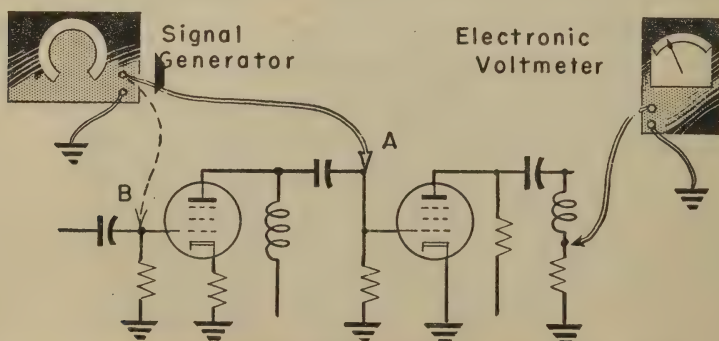 Signal
Generator
Electronic
Voltmeter
A
B